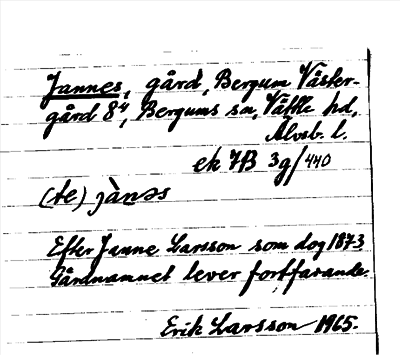 Jannes, gård, Bergum Väster-
gård 8⁴, Bergums sn, Vättle hd,
Älvsb. l.
ek 7B 3g/440
(te) jànəs
Efter Janne Larsson som dog 1873
Gårdnamnet lever fortfarande.
Erik Larsson 1965.